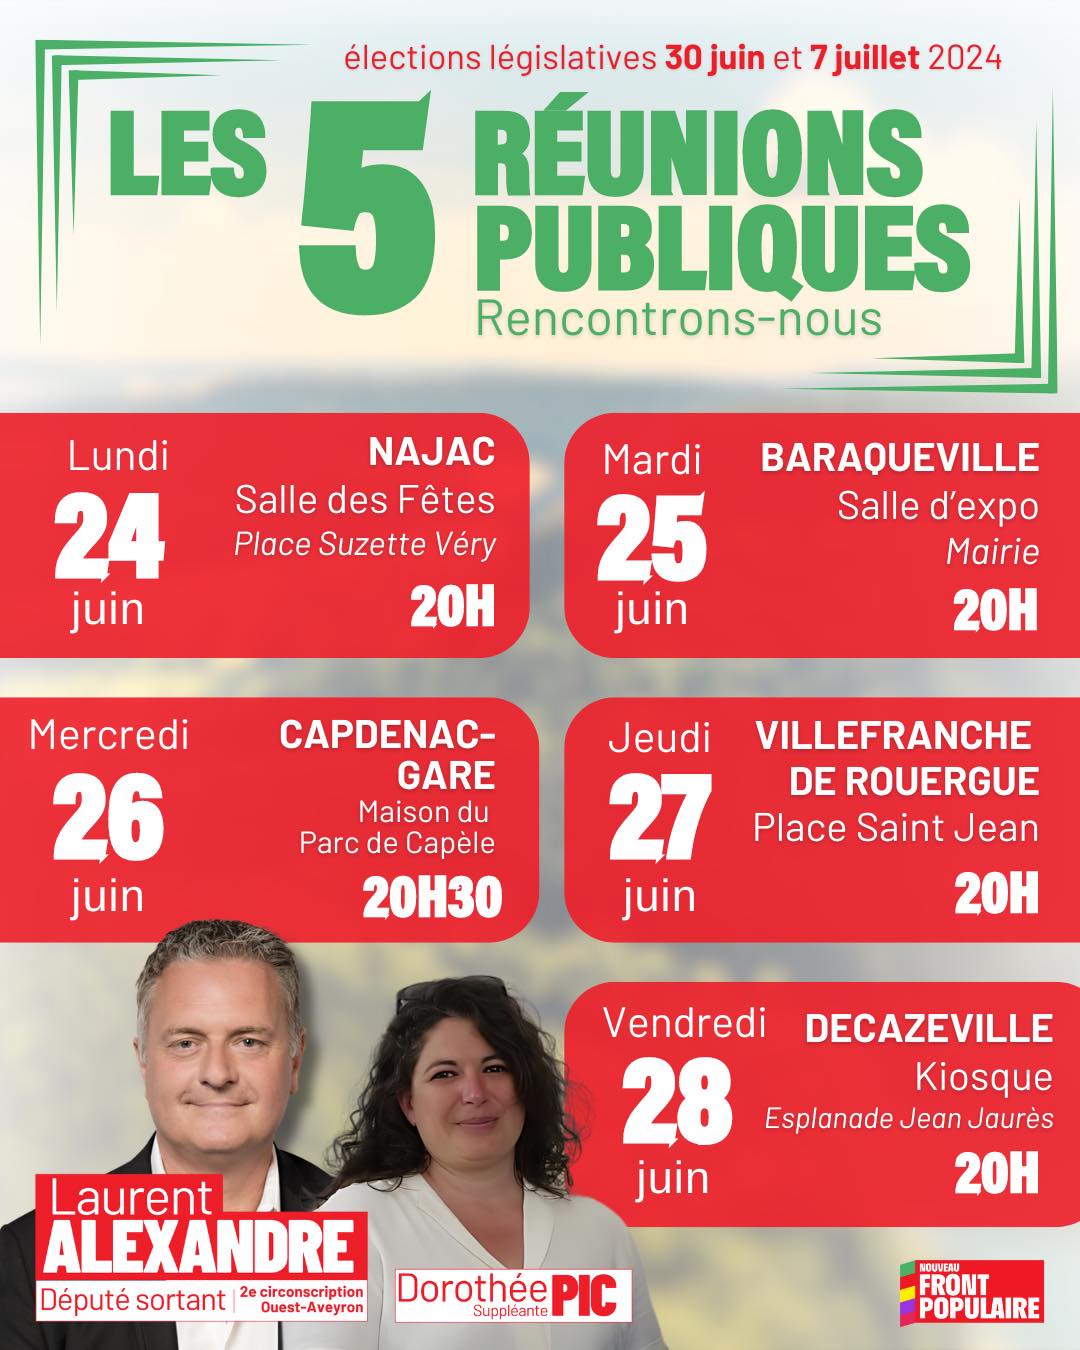 élections législatives 30 juin et 7 juillet 2024
LES 5 RÉUNIONS
PUBLIQUES
Rencontrons-nous
Lundi
24
juin
NAJAC
Salle des Fêtes
Place Suzette Véry
20H
Mardi
25
juin
BARAQUEVILLE
Salle d'expo
Mairie
20H
Mercredi
26
juin
CAPDENAC-
GARE
Maison du
Parc de Capèle
20H30
Jeudi
27
juin
VILLEFRANCHE
DE ROUERGUE
Place Saint Jean
20H
Vendredi
28
juin
DECAZEVILLE
Kiosque
Esplanade Jean Jaurès
20H
Laurent
ALEXANDRE
Député sortant
2e circonscription
Ouest-Aveyron
Dorothée PIC
Suppléante
NOUVEAU
FRONT
POPULAIRE